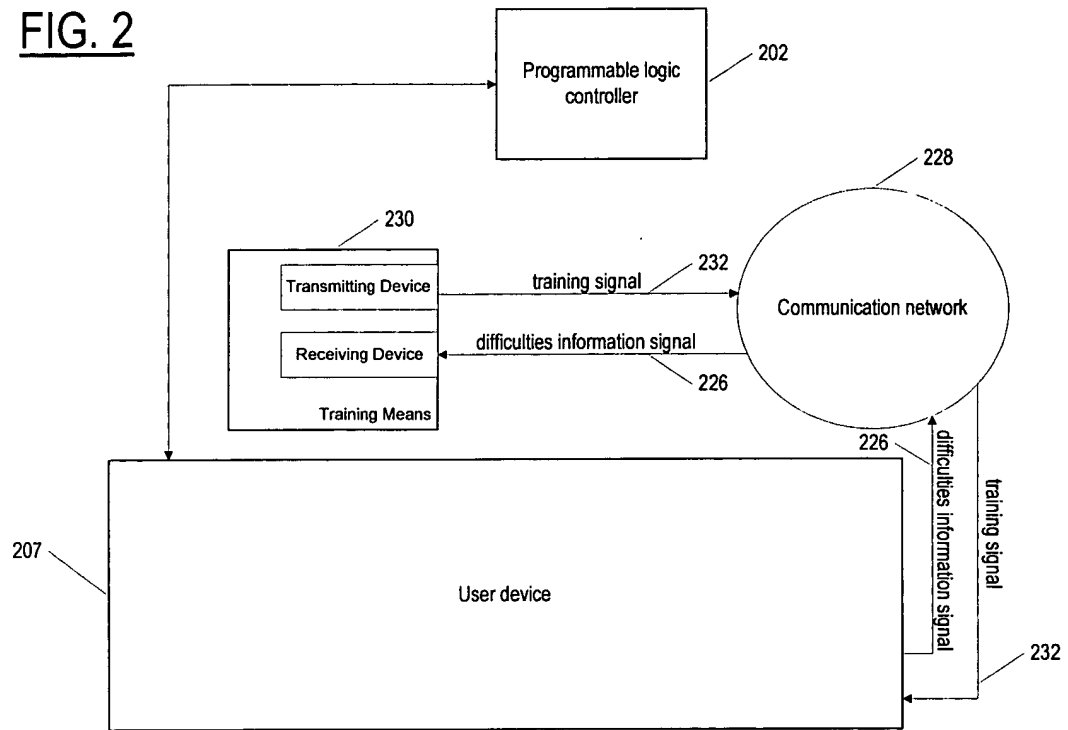 FIG. 2
Programmable logic
controller
202
228
230
Transmitting Device
training signal
232
Communication network
Receiving Device
difficulties information signal
226
Training Means
226
difficulties information signal
training signal
207
User device
232